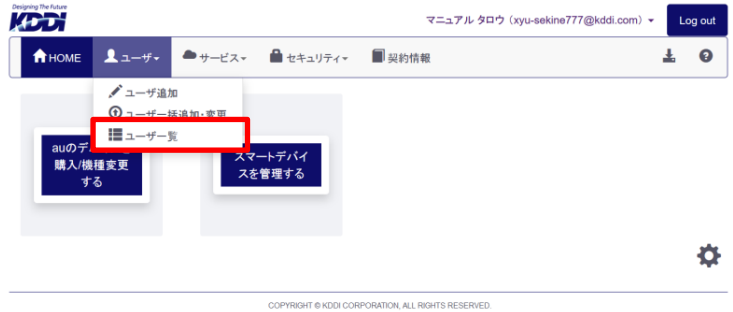 Designing The Future
KDDI
マニュアル タロウ（xyu-sekine777@kddi.com）
Log out
HOME
ユーザ
サービス
セキュリティ
契約情報
ユーザ追加
ユーザ一括追加・変更
ユーザ一覧
auのデ
購入/機種変更
する
スマートデバイ
スを管理する
COPYRIGHT © KDDI CORPORATION, ALL RIGHTS RESERVED.